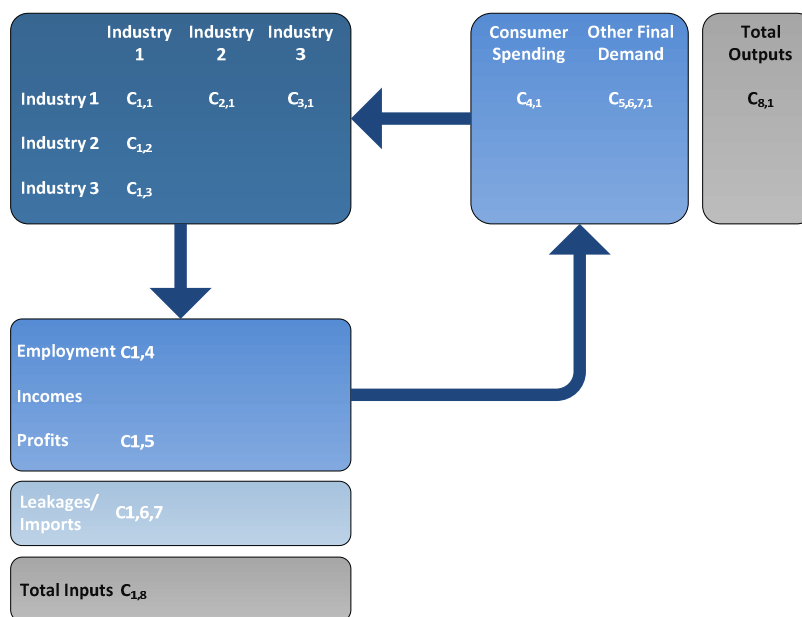 Industry 1 Industry 2 Industry 3 Consumer Spending Other Final Demand Total Outputs
Industry 1 C1,1 C2,1 C3,1 C4,1 C5,6,7,1 C8,1
Industry 2 C1,2
Industry 3 C1,3
Employment C1,4
Incomes
Profits C1,5
Leakages/
Imports C1,6,7
Total Inputs C1,8